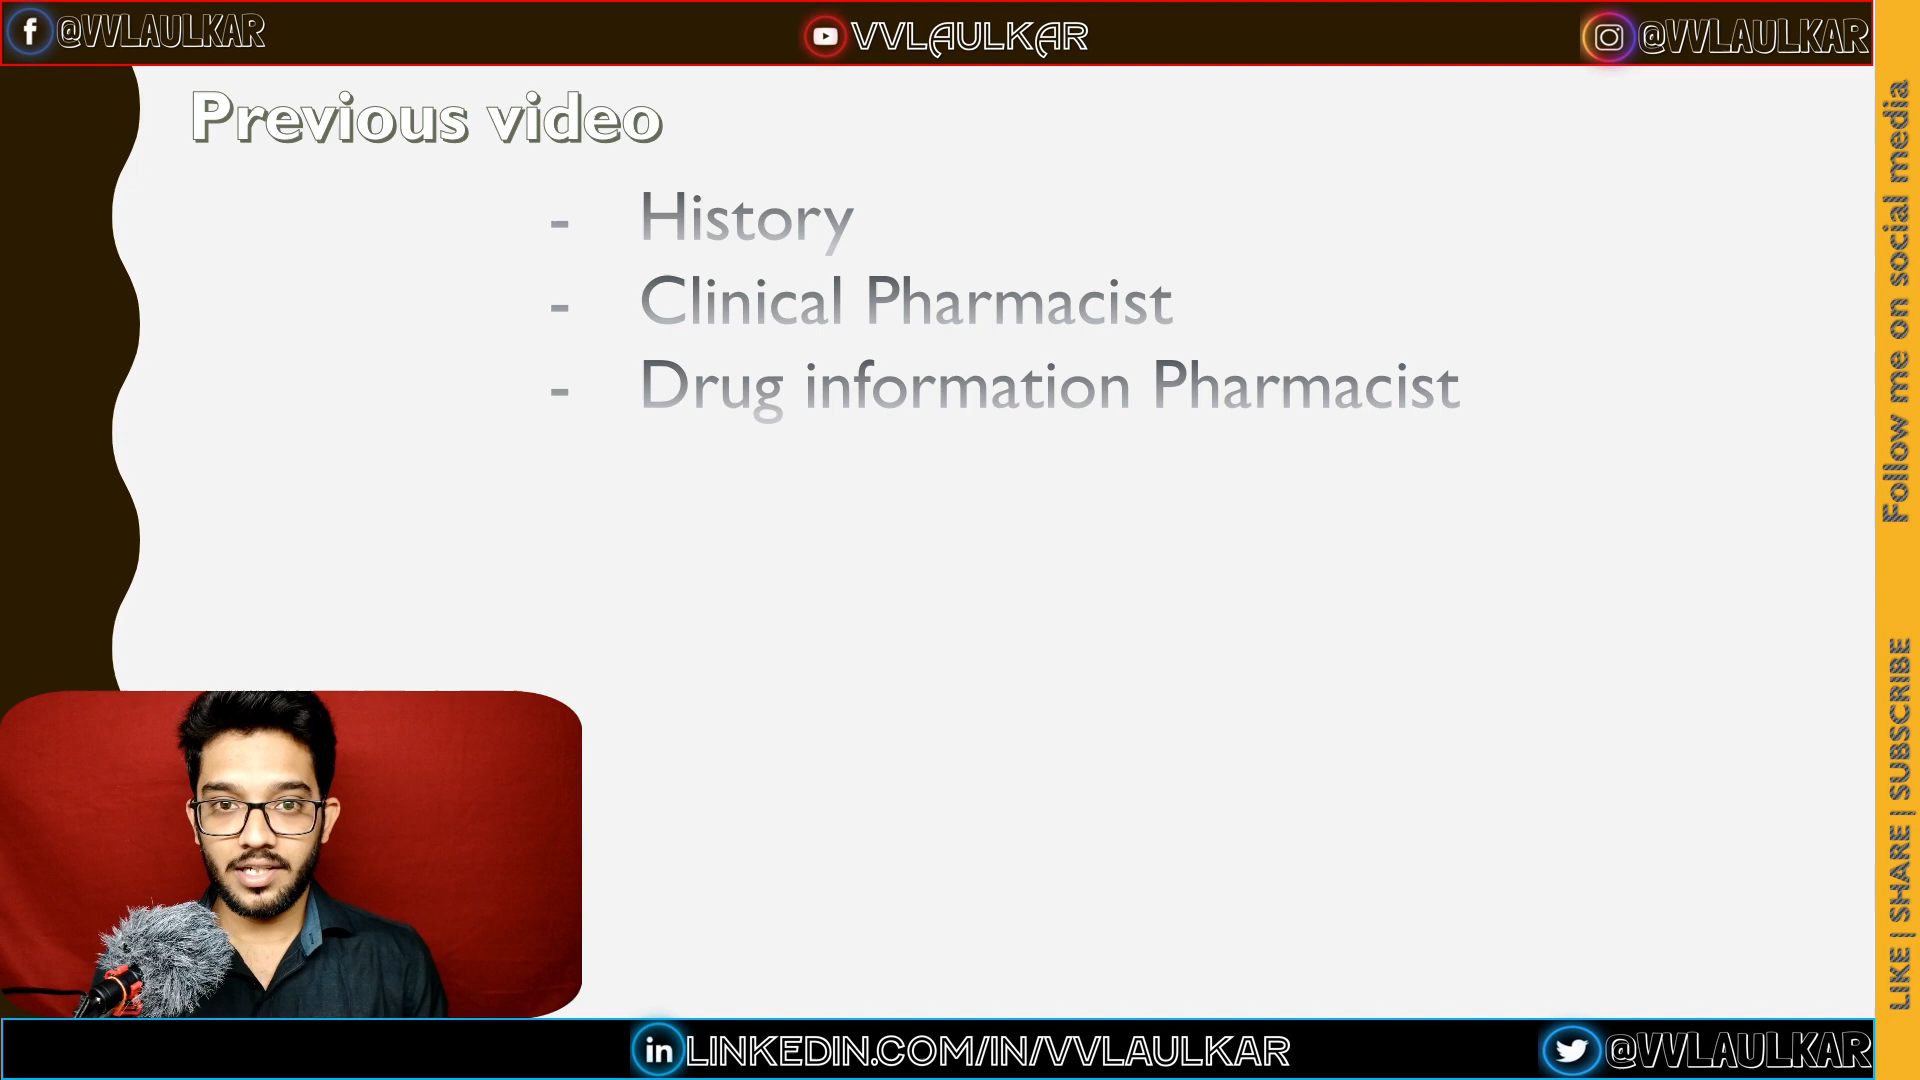 @VVLAULKAR
VVLAULKAR
@VVLAULKAR
Previous video
- History
- Clinical Pharmacist
- Drug information Pharmacist
Follow me on social media
LIKE | SHARE | SUBSCRIBE
LINKEDIN.COM/IN/VVLAULKAR
@VVLAULKAR